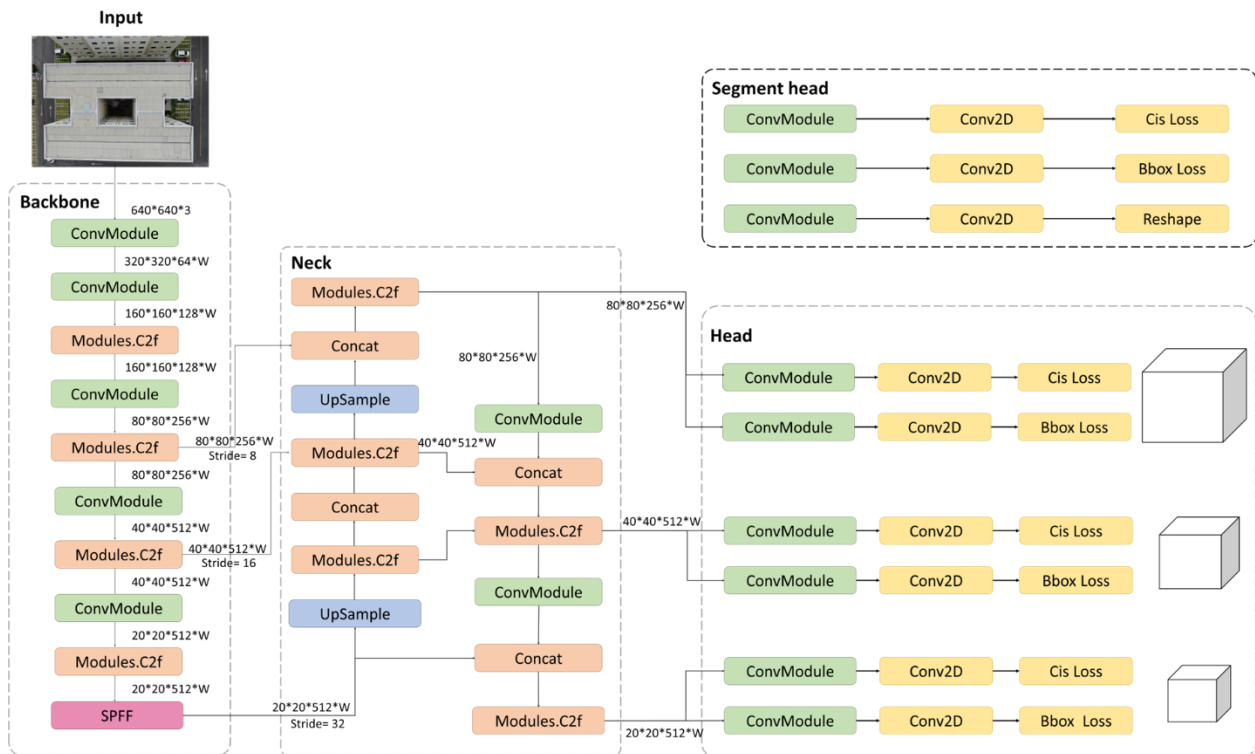 Input
Backbone
640*640*3
ConvModule
320*320*64*W
ConvModule
160*160*128*W
Modules.C2f
160*160*128*W
ConvModule
80*80*256*W
Modules.C2f
80*80*256*W
Stride= 8
80*80*256*W
ConvModule
40*40*512*W
Modules.C2f
40*40*512*W
Stride= 16
40*40*512*W
ConvModule
20*20*512*W
Modules.C2f
20*20*512*W
SPFF
20*20*512*W
Stride= 32
Neck
Modules.C2f
Concat
UpSample
Modules.C2f
Concat
Modules.C2f
UpSample
80*80*256*W
ConvModule
40*40*512*W
Concat
Modules.C2f
ConvModule
Concat
Modules.C2f
80*80*256*W
40*40*512*W
20*20*512*W
Segment head
ConvModule Conv2D Cis Loss
ConvModule Conv2D Bbox Loss
ConvModule Conv2D Reshape
Head
ConvModule Conv2D Cis Loss
ConvModule Conv2D Bbox Loss
ConvModule Conv2D Cis Loss
ConvModule Conv2D Bbox Loss
ConvModule Conv2D Cis Loss
ConvModule Conv2D Bbox Loss